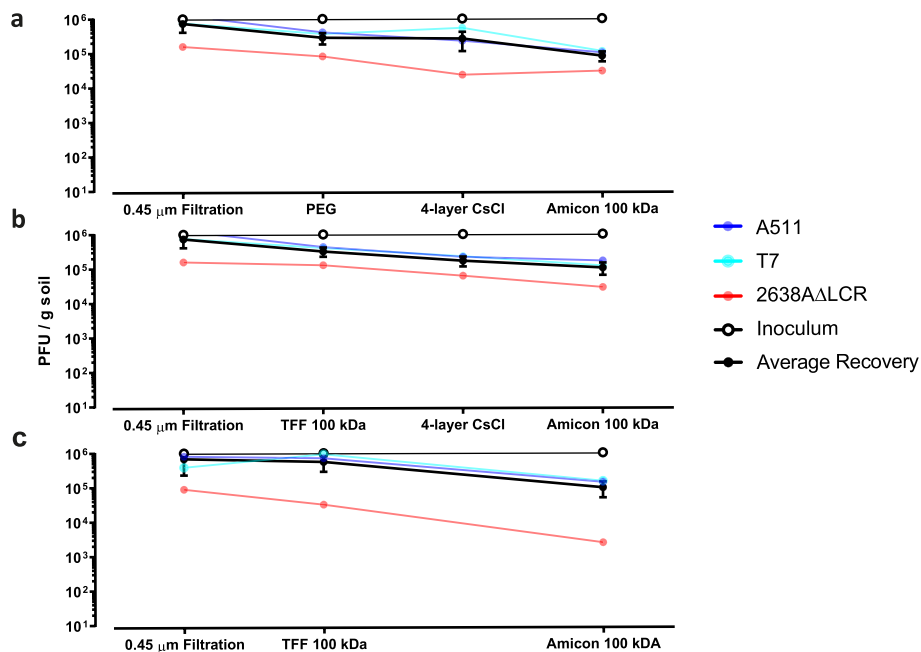 a
10⁶
10⁵
10⁴
10³
10²
10¹
0.45 μm Filtration PEG 4-layer CsCl Amicon 100 kDa
b
10⁶
10⁵
10⁴
10³
10²
10¹
PFU / g soil
0.45 μm Filtration TFF 100 kDa 4-layer CsCl Amicon 100 kDa
c
10⁶
10⁵
10⁴
10³
10²
10¹
0.45 μm Filtration TFF 100 kDa Amicon 100 kDA
A511
T7
2638AΔLCR
Inoculum
Average Recovery